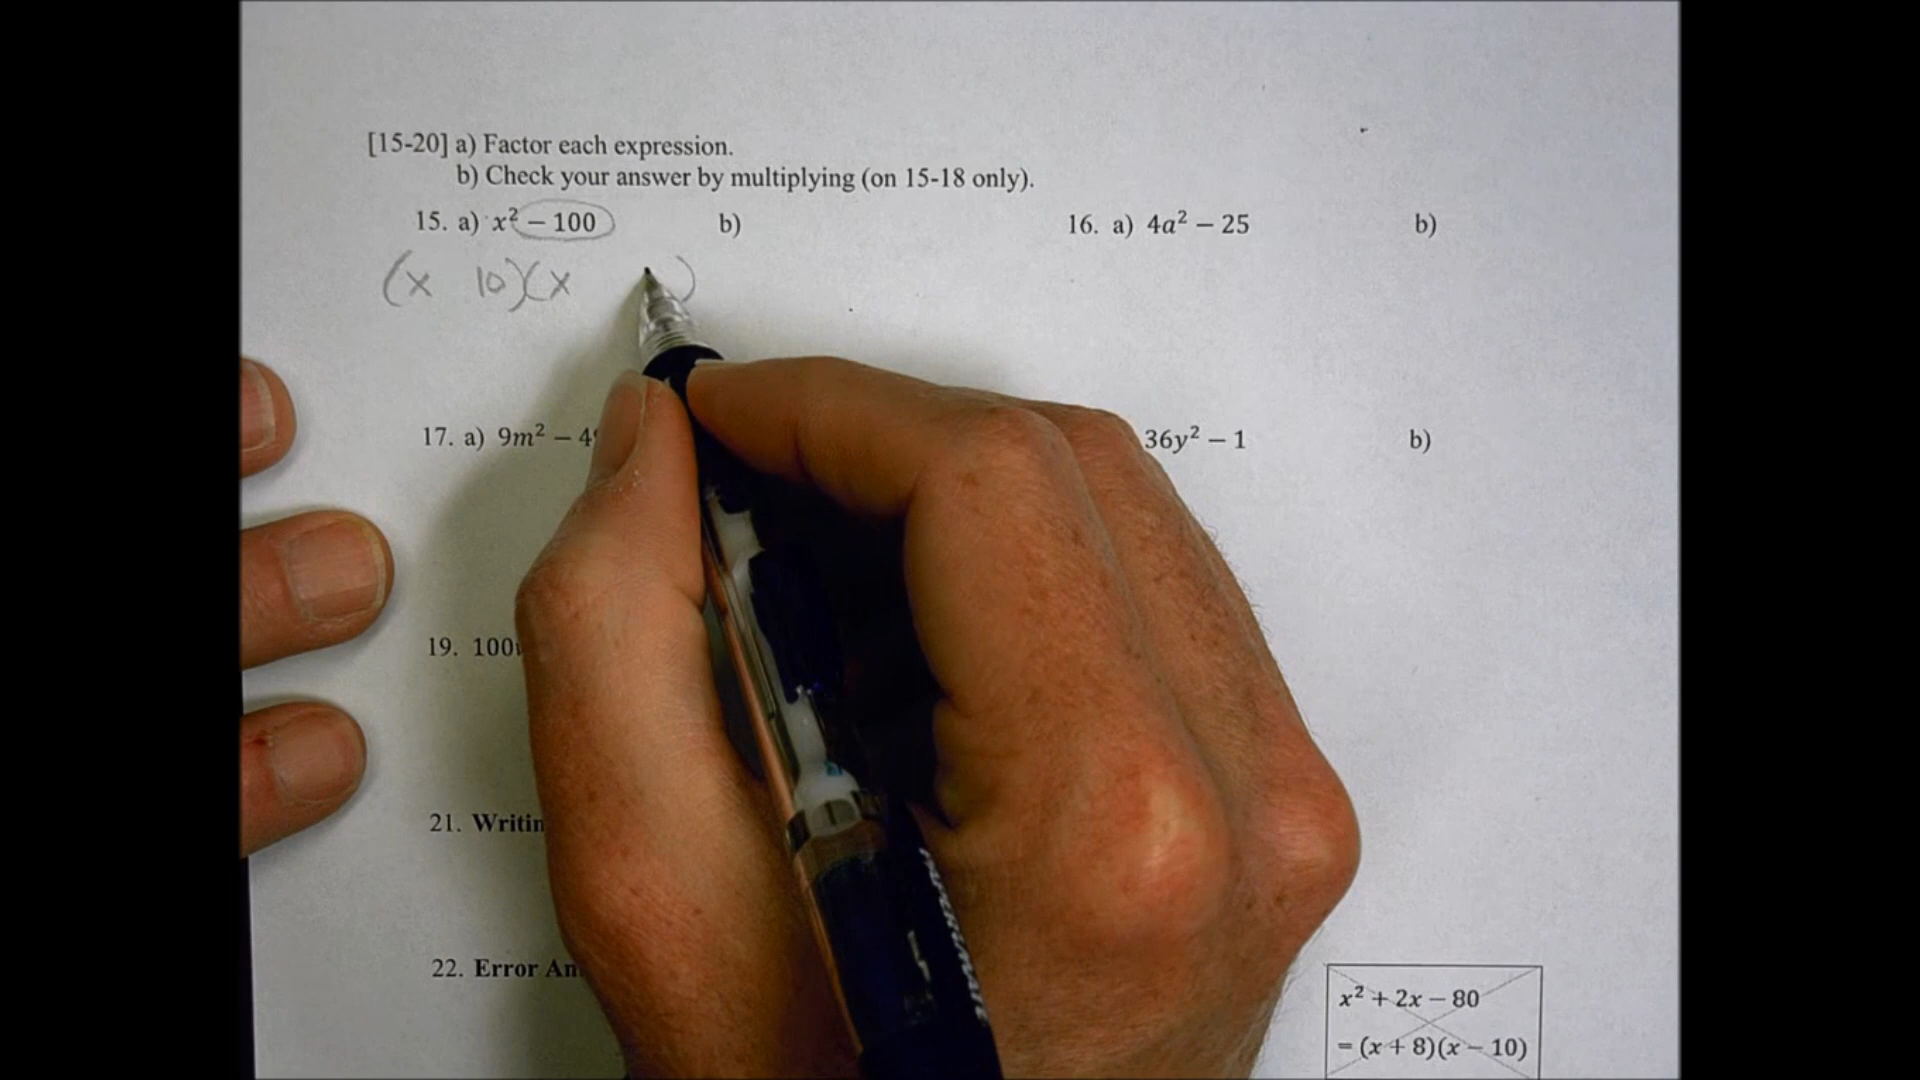 [15-20] a) Factor each expression.
b) Check your answer by multiplying (on 15-18 only).
15. a) x² – 100 b) 16. a) 4a² – 25 b)
(x 10)(x )
17. a) 9m² – 4 36y² – 1 b)
19. 100
21. Writin
22. Error An
x² + 2x – 80
= (x + 8)(x – 10)